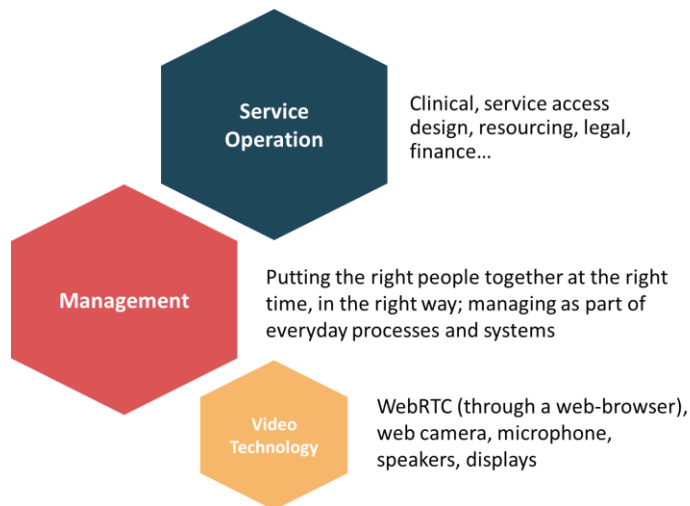 Service
Operation
Clinical, service access
design, resourcing, legal,
finance…
Management
Putting the right people together at the right
time, in the right way; managing as part of
everyday processes and systems
Video
Technology
WebRTC (through a web-browser),
web camera, microphone,
speakers, displays